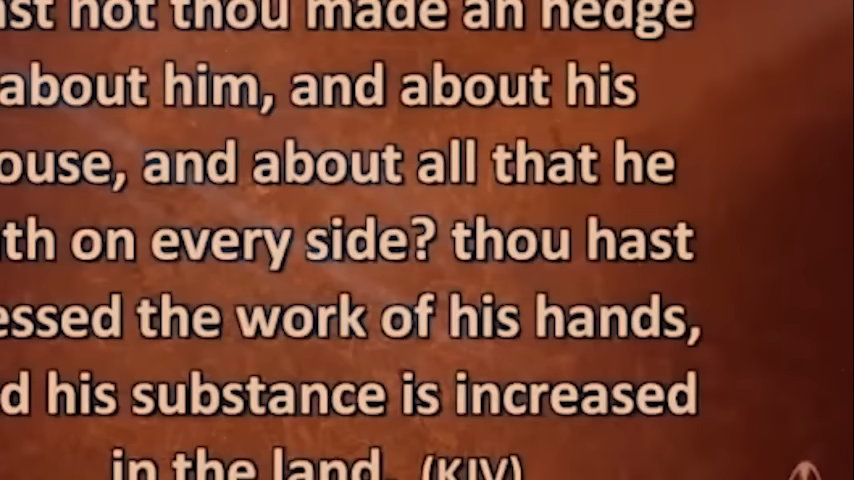 ast not thou made an hedge
about him, and about his
ouse, and about all that he
th on every side? thou hast
essed the work of his hands,
d his substance is increased
in the land. (KJV)